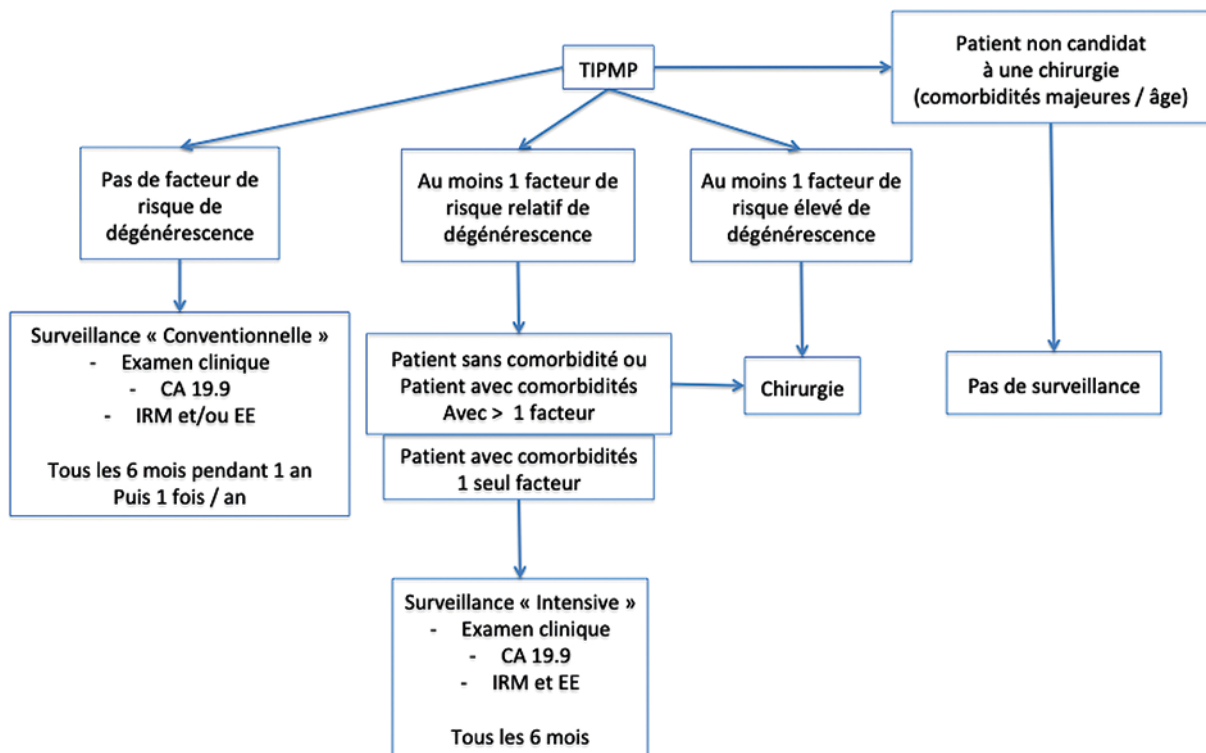 TIPMP
Patient non candidat
à une chirurgie
(comorbidités majeures / âge)
Pas de facteur de
risque de
dégénérescence
Au moins 1 facteur de
risque relatif de
dégénérescence
Au moins 1 facteur de
risque élevé de
dégénérescence
Surveillance « Conventionnelle »
- Examen clinique
- CA 19.9
- IRM et/ou EE
Tous les 6 mois pendant 1 an
Puis 1 fois / an
Patient sans comorbidité ou
Patient avec comorbidités
Avec > 1 facteur
Chirurgie
Pas de surveillance
Patient avec comorbidités
1 seul facteur
Surveillance « Intensive »
- Examen clinique
- CA 19.9
- IRM et EE
Tous les 6 mois